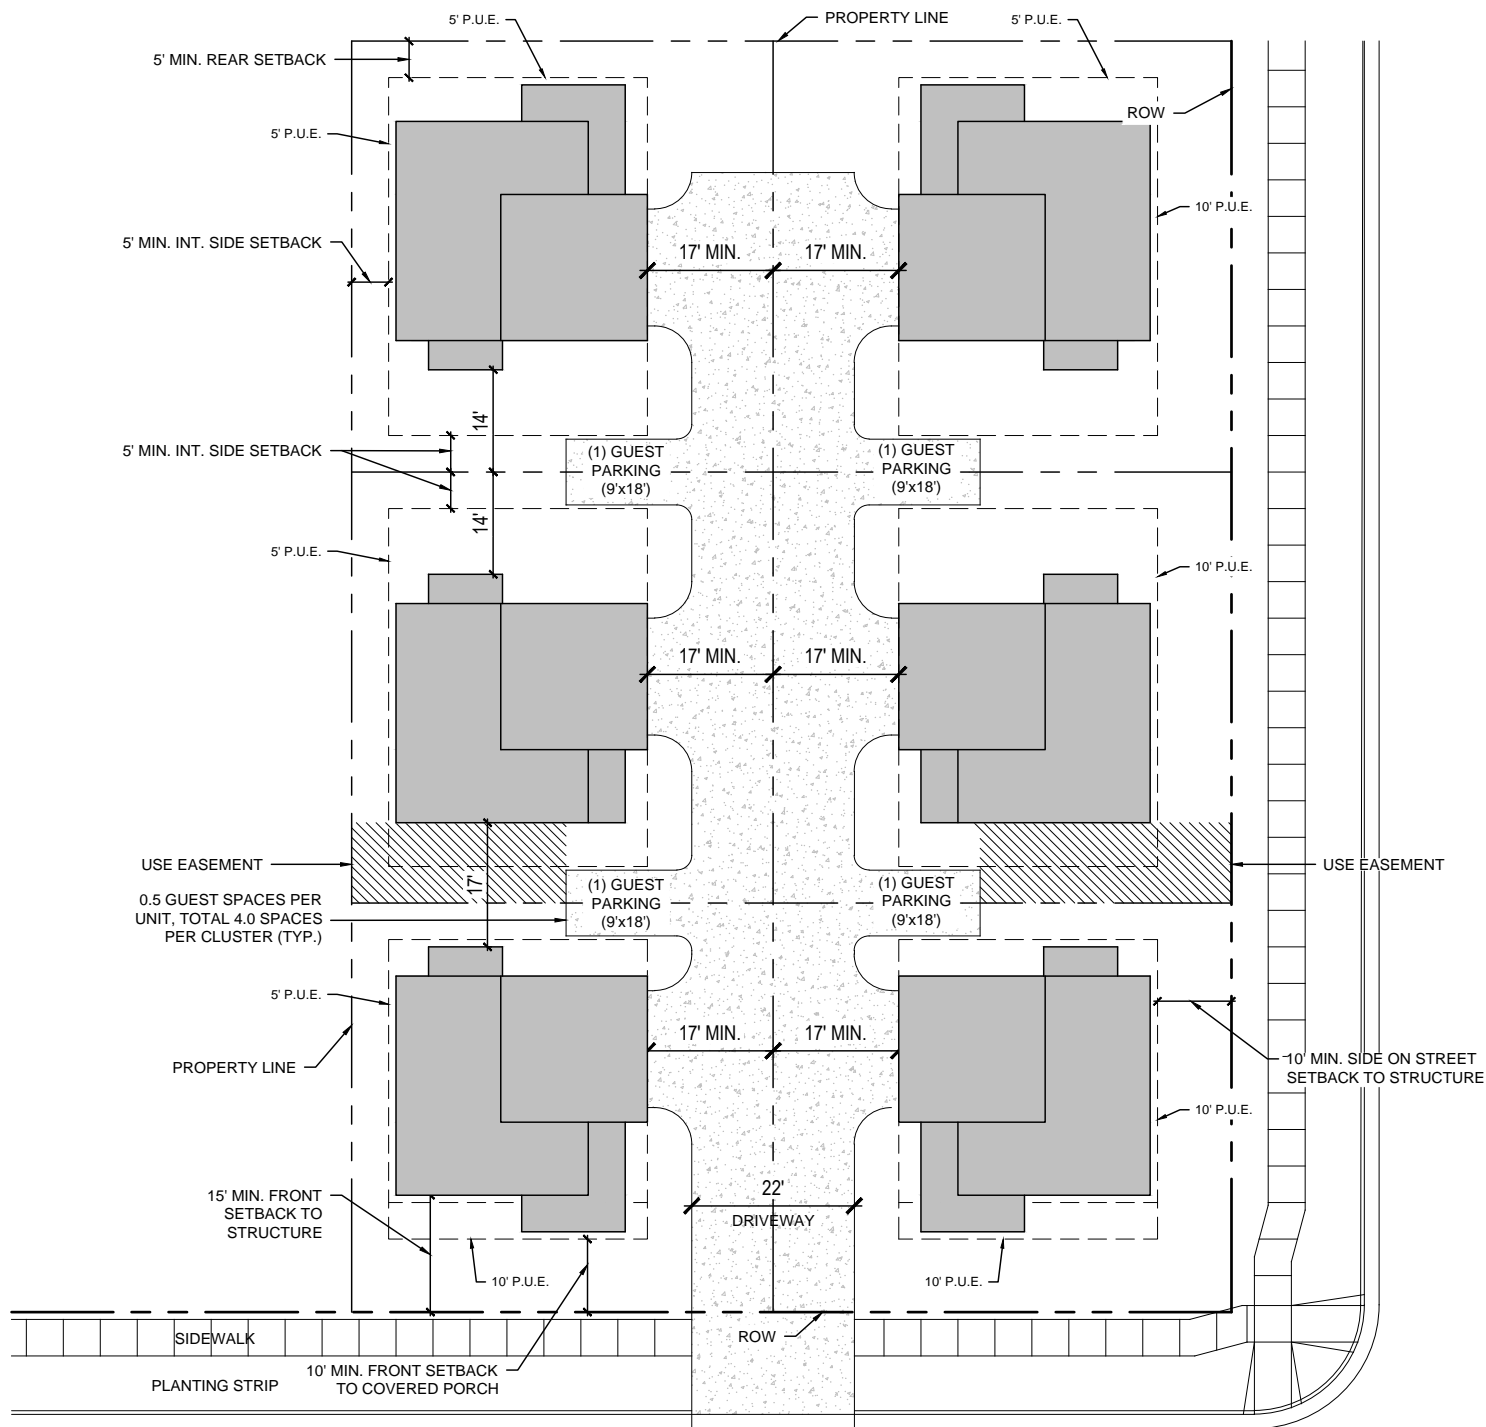 5' P.U.E.
PROPERTY LINE
5' P.U.E.
5' MIN. REAR SETBACK
ROW
5' P.U.E.
10' P.U.E.
5' MIN. INT. SIDE SETBACK
17' MIN.
17' MIN.
14'
5' MIN. INT. SIDE SETBACK
(1) GUEST
PARKING
(9'x18')
(1) GUEST
PARKING
(9'x18')
14'
5' P.U.E.
10' P.U.E.
17' MIN.
17' MIN.
USE EASEMENT
USE EASEMENT
17'
0.5 GUEST SPACES PER
UNIT, TOTAL 4.0 SPACES
PER CLUSTER (TYP.)
(1) GUEST
PARKING
(9'x18')
(1) GUEST
PARKING
(9'x18')
5' P.U.E.
17' MIN.
17' MIN.
PROPERTY LINE
10' MIN. SIDE ON STREET
SETBACK TO STRUCTURE
10' P.U.E.
15' MIN. FRONT
SETBACK TO
STRUCTURE
22'
DRIVEWAY
10' P.U.E.
10' P.U.E.
SIDEWALK
ROW
10' MIN. FRONT SETBACK
TO COVERED PORCH
PLANTING STRIP